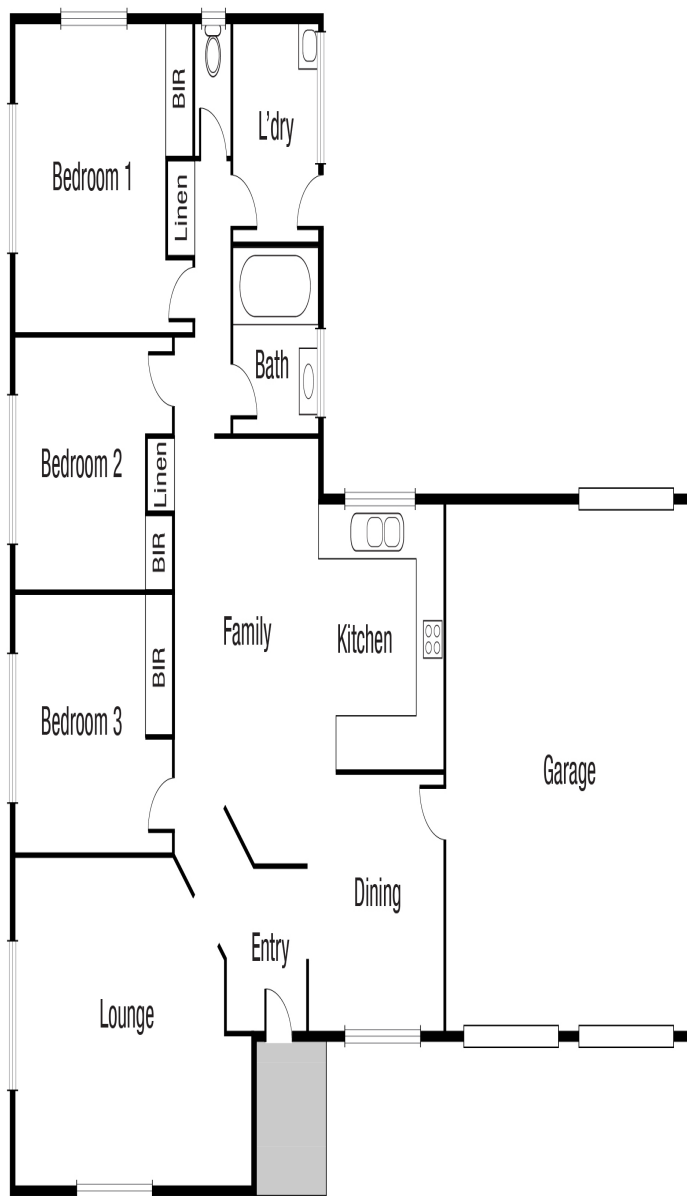 BIR
L'dry
Bedroom 1
Linen
Bath
Bedroom 2
Linen
BIR
Family
Kitchen
BIR
Bedroom 3
Garage
Dining
Entry
Lounge